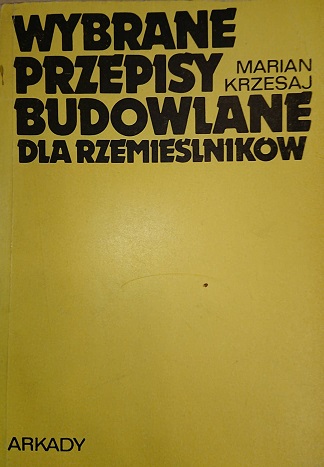 WYBRANE
PRZEPISY
MARIAN
KRZESAJ
BUDOWLANE
DLA RZEMIEŚLNIKÓW
ARKADY